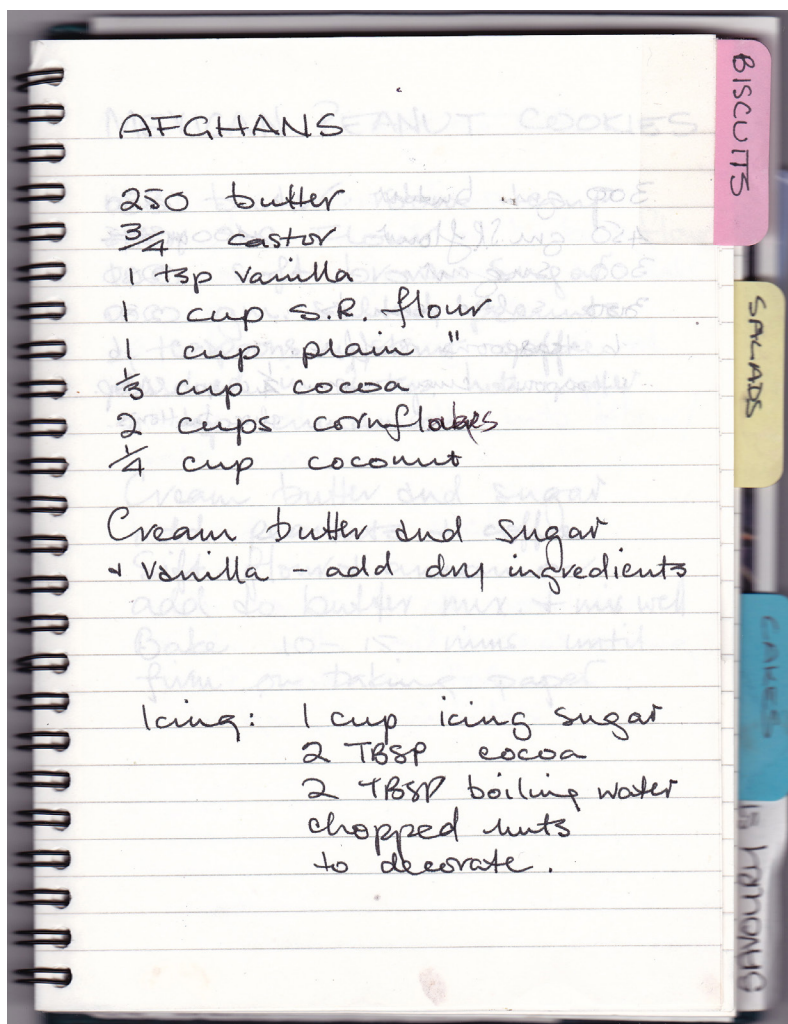 AFGHANS
250 butter
3/4 castor
1 tsp vanilla
1 cup S.R. flour
1 cup plain "
1/3 cup cocoa
2 cups cornflakes
1/4 cup coconut
Cream butter and sugar
+ vanilla - add dry ingredients
Icing: 1 cup icing sugar
2 TBSP cocoa
2 TBSP boiling water
chopped nuts
to decorate.
BISCUITS
SALADS
CAKES
SAVOURY